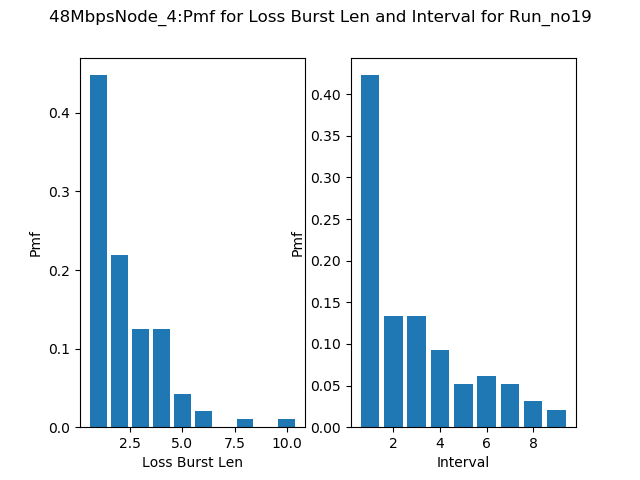 48MbpsNode_4:Pmf for Loss Burst Len and Interval for Run_no19
Pmf
0.4
0.3
0.2
0.1
0.0
2.5 5.0 7.5 10.0
Loss Burst Len
Pmf
0.40
0.35
0.30
0.25
0.20
0.15
0.10
0.05
0.00
2 4 6 8
Interval